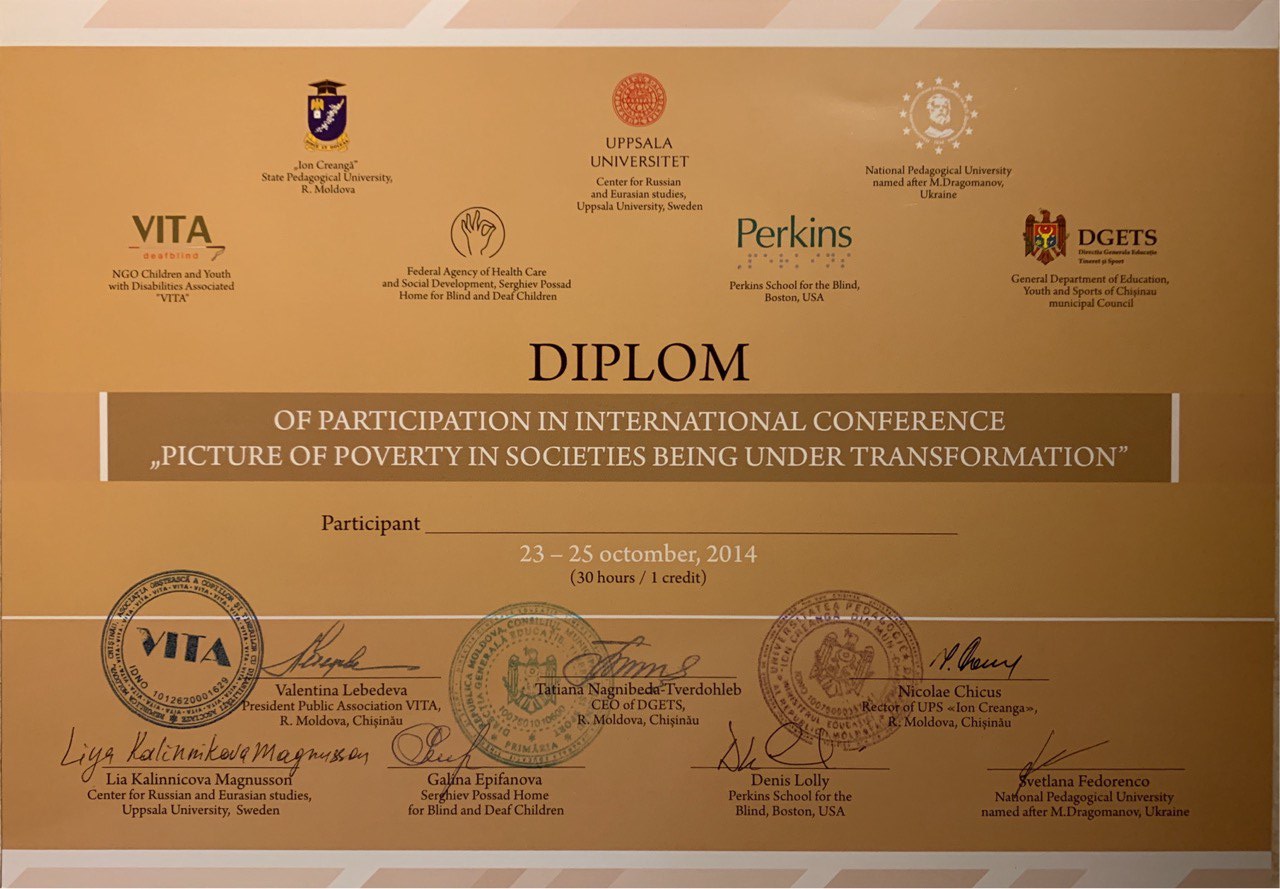 „Ion Creangă"
State Pedagogical University,
R. Moldova
UPPSALA
UNIVERSITET
Center for Russian
and Eurasian studies,
Uppsala University, Sweden
National Pedagogical University
named after M.Dragomanov,
Ukraine
VITA
deafblind
NGO Children and Youth
with Disabilities Associated
"VITA"
Federal Agency of Health Care
and Social Development, Serghiev Possad
Home for Blind and Deaf Children
Perkins
Perkins School for the Blind,
Boston, USA
DGETS
Direcția Generală Educație
Tineret și Sport
General Department of Education,
Youth and Sports of Chișinau
municipal Council
DIPLOM
OF PARTICIPATION IN INTERNATIONAL CONFERENCE
„PICTURE OF POVERTY IN SOCIETIES BEING UNDER TRANSFORMATION”
Participant
23 – 25 octomber, 2014
(30 hours / 1 credit)
VITA
1012620001629
Valentina Lebedeva
President Public Association VITA,
R. Moldova, Chișinău
PRIMĂRIA
Tatiana Nagnibeda-Tverdohleb
CEO of DGETS,
R. Moldova, Chișinău
Nicolae Chicus
Rector of UPS «Ion Creanga»,
R. Moldova, Chișinău
Liya Kalinnikova Magnusson
Lia Kalinnicova Magnusson
Center for Russian and Eurasian studies,
Uppsala University, Sweden
Galina Epifanova
Serghiev Possad Home
for Blind and Deaf Children
Denis Lolly
Perkins School for the
Blind, Boston, USA
Svetlana Fedorenco
National Pedagogical University
named after M.Dragomanov, Ukraine